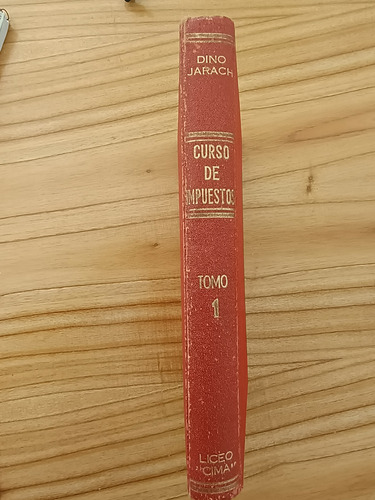 DINO
JARACH
CURSO
DE
IMPUESTOS
TOMO
1
LICEO
"CIMA"